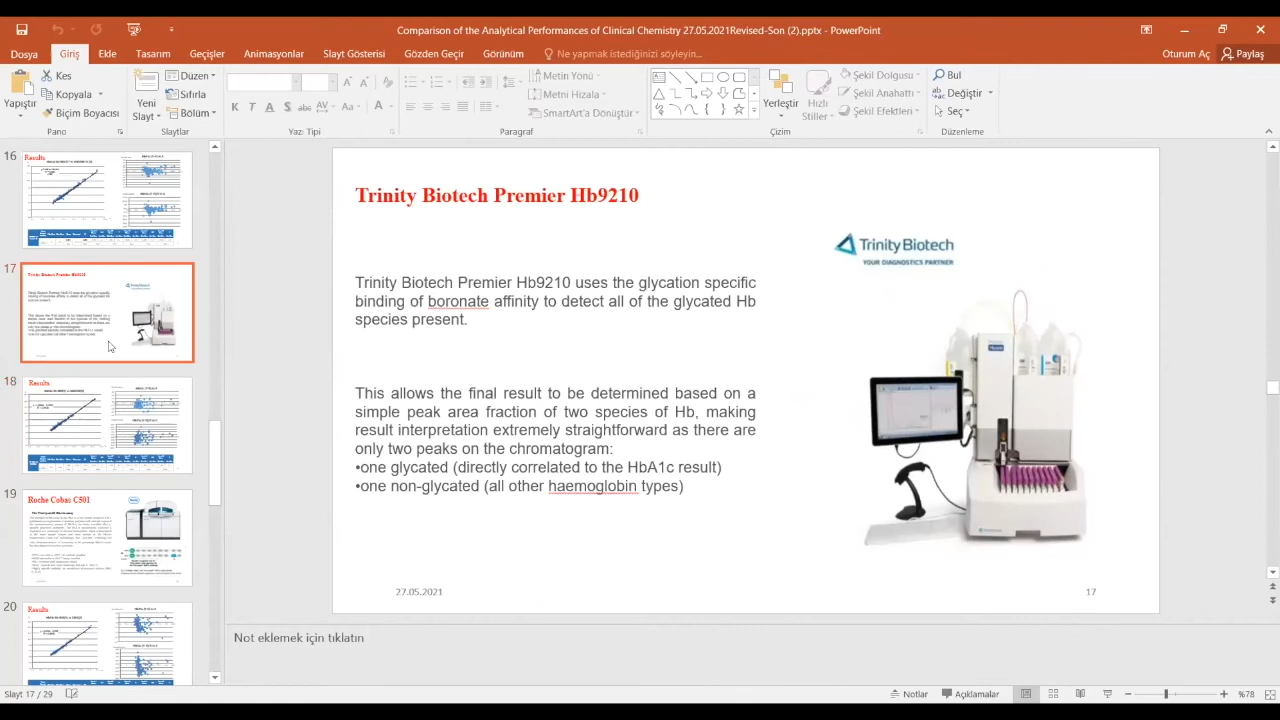 Comparison of the Analytical Performances of Clinical Chemistry 27.05.2021Revised-Son (2).pptx - PowerPoint
Dosya Giriş Ekle Tasarım Geçişler Animasyonlar Slayt Gösterisi Gözden Geçir Görünüm Ne yapmak istediğinizi söyleyin... Oturum Aç Paylaş
Yapıştır
Kes
Kopyala
Biçim Boyacısı
Pano
Yeni
Slayt
Düzen
Sıfırla
Bölüm
Slaytlar
K T A S abc AV Aa A
Yazı Tipi
Metin Yönü
Metni Hizala
SmartArt'a Dönüştür
Paragraf
Yerleştir
Hızlı
Stiller
Şekil Dolgusu
Şekil Anahattı
Şekil Efektleri
Çizim
Bul
Değiştir
Seç
Düzenleme
16
Results
17
Trinity Biotech Premier Hb9210
18
Results
19
Roche Cobas C501
20
Results
Trinity Biotech Premier Hb9210
Trinity Biotech
YOUR DIAGNOSTICS PARTNER
Trinity Biotech Premier Hb9210 uses the glycation specific
binding of boronate affinity to detect all of the glycated Hb
species present.
This allows the final result to be determined based on a
simple peak area fraction of two species of Hb, making
result interpretation extremely straightforward as there are
only two peaks on the chromatogram:
•one glycated (directly correlated to the HbA1c result)
•one non-glycated (all other haemoglobin types)
27.05.2021
17
Not eklemek için tıklatın
Slayt 17 / 29
Notlar Açıklamalar %78